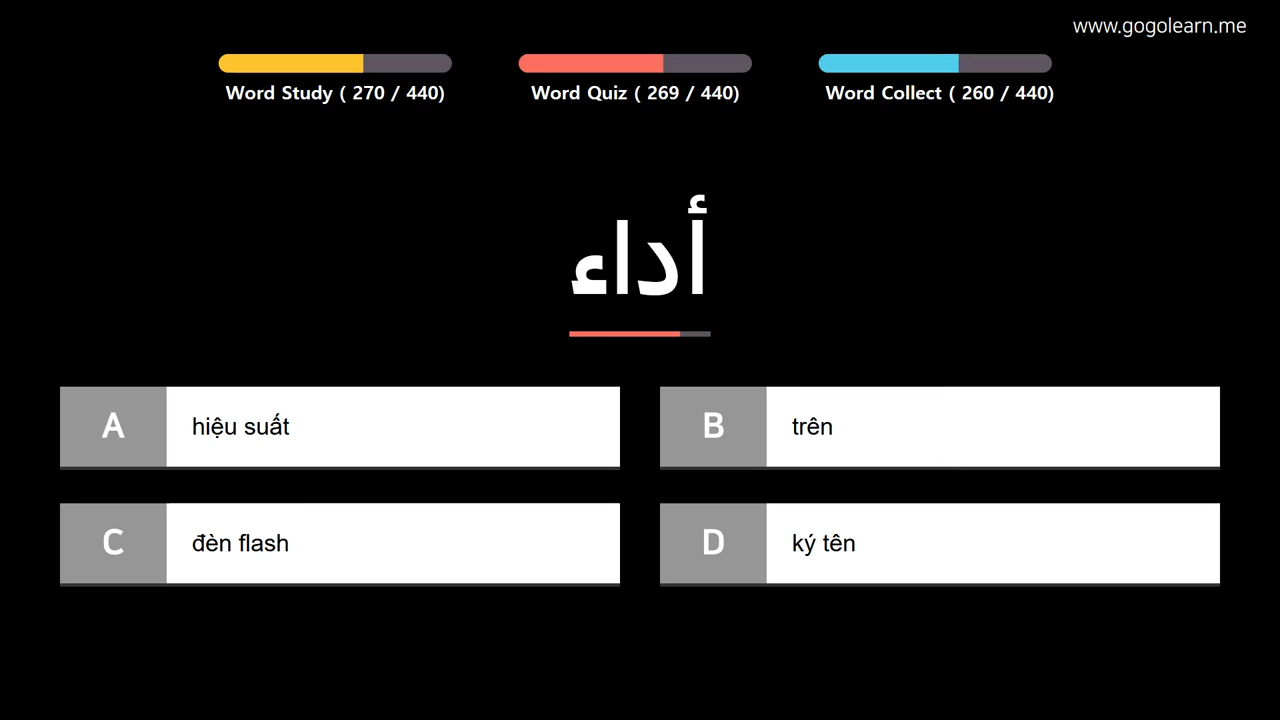 www.gogolearn.me
Word Study ( 270 / 440)
Word Quiz ( 269 / 440)
Word Collect ( 260 / 440)
أداء
A hiệu suất
B trên
C đèn flash
D ký tên